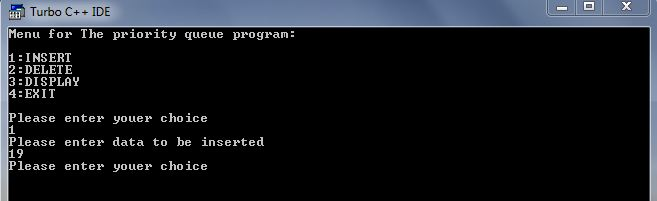 Turbo C++ IDE
Menu for The priority queue program:
1:INSERT
2:DELETE
3:DISPLAY
4:EXIT
Please enter youer choice
1
Please enter data to be inserted
19
Please enter youer choice